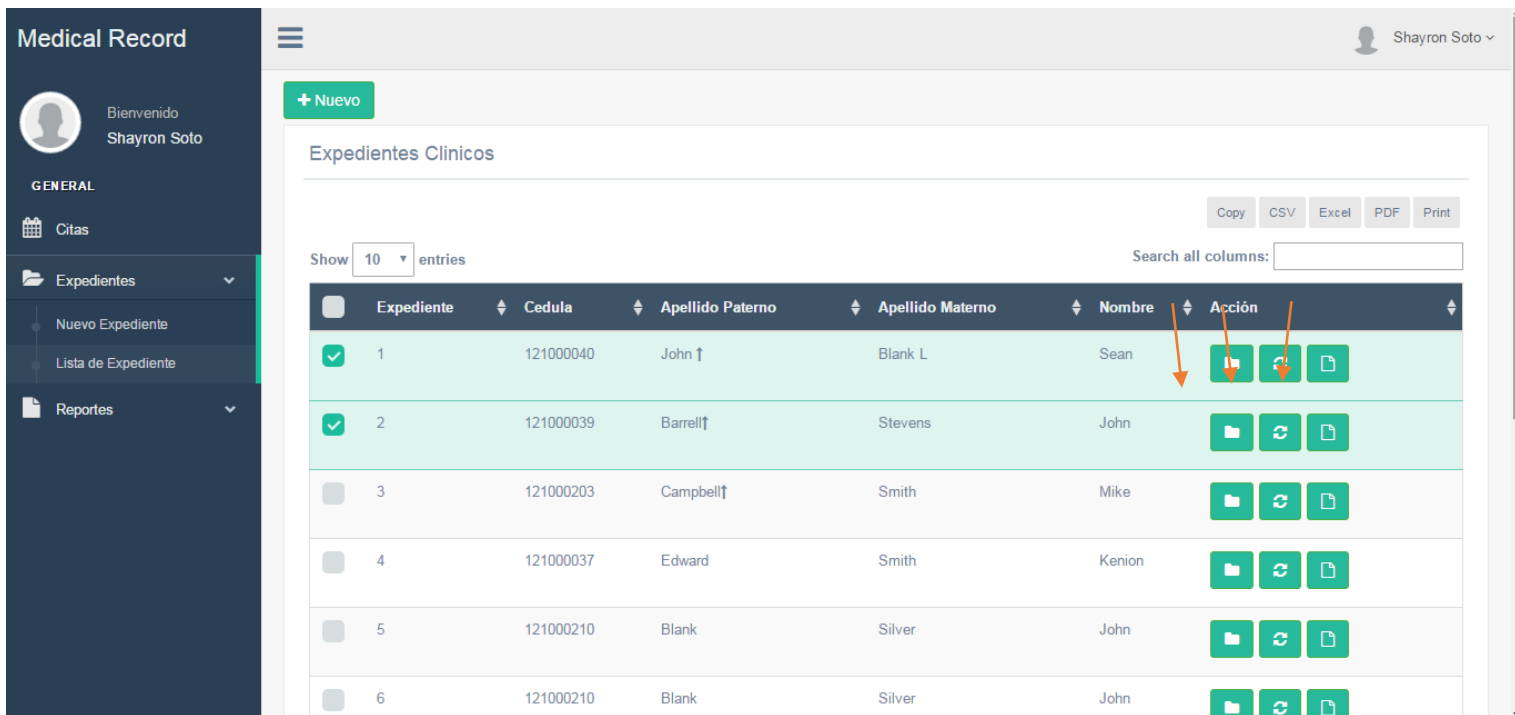 Medical Record
Shayron Soto
Bienvenido
Shayron Soto
GENERAL
Citas
Expedientes
Nuevo Expediente
Lista de Expediente
Reportes
+ Nuevo
Expedientes Clinicos
Copy CSV Excel PDF Print
Show 10 entries Search all columns:
Expediente Cedula Apellido Paterno Apellido Materno Nombre Acción
1 121000040 John ↑ Blank L Sean
2 121000039 Barrell↑ Stevens John
3 121000203 Campbell↑ Smith Mike
4 121000037 Edward Smith Kenion
5 121000210 Blank Silver John
6 121000210 Blank Silver John